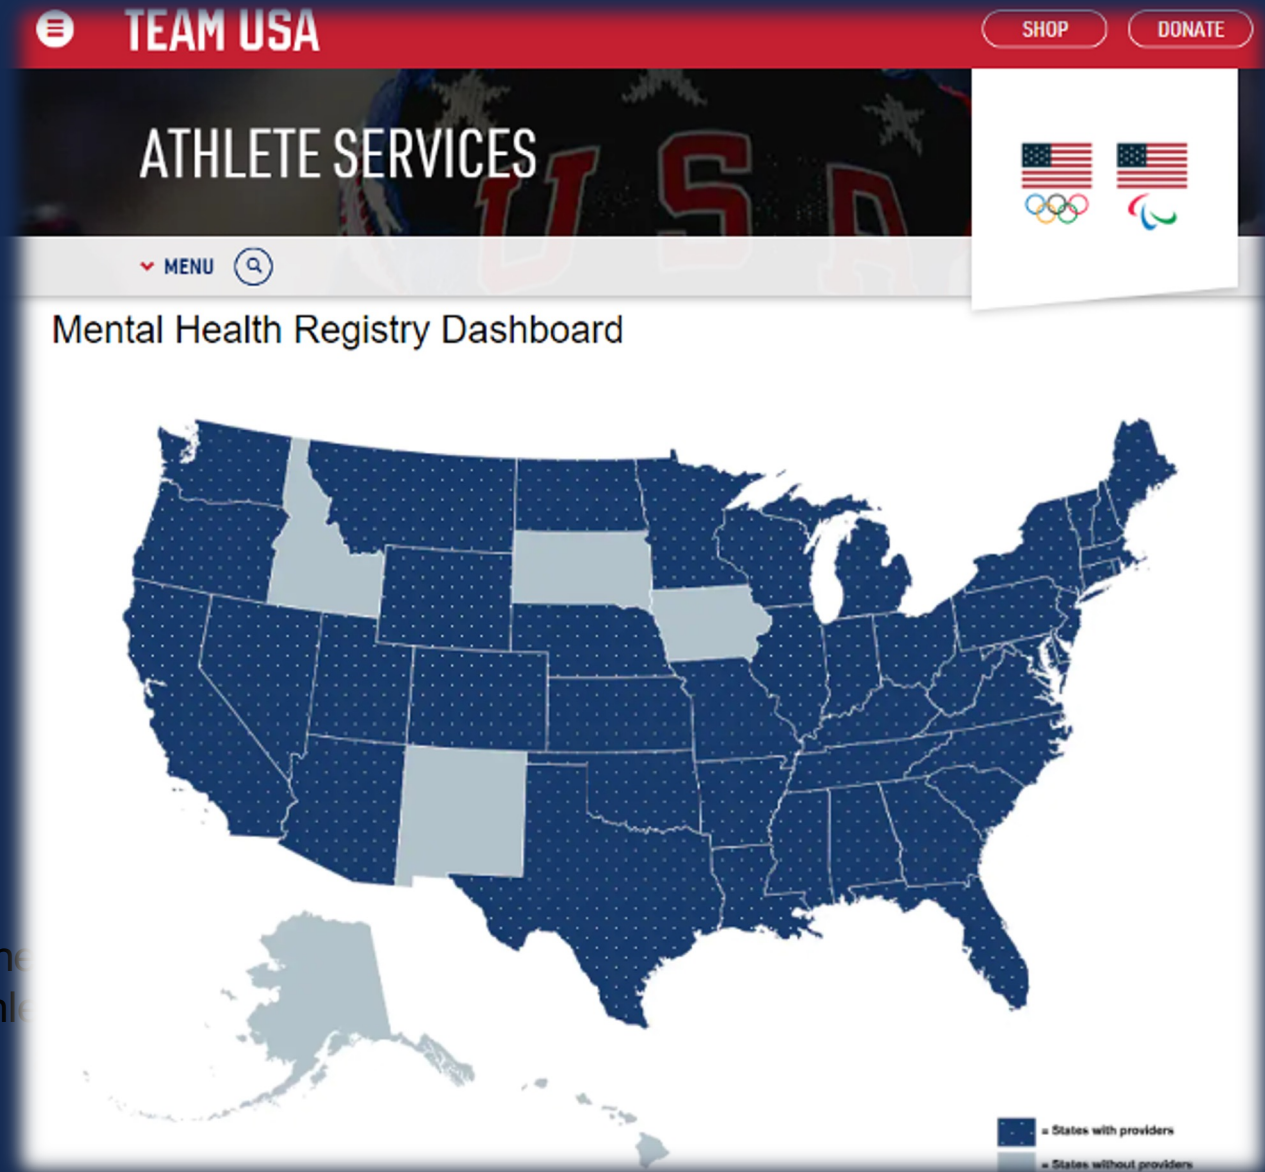 TEAM USA
SHOP
DONATE
ATHLETE SERVICES
USA
MENU
Mental Health Registry Dashboard
= States with providers
= States without providers